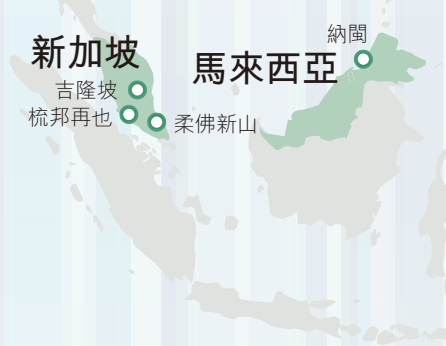 納閩
新加坡
馬來西亞
吉隆坡
梳邦再也
柔佛新山